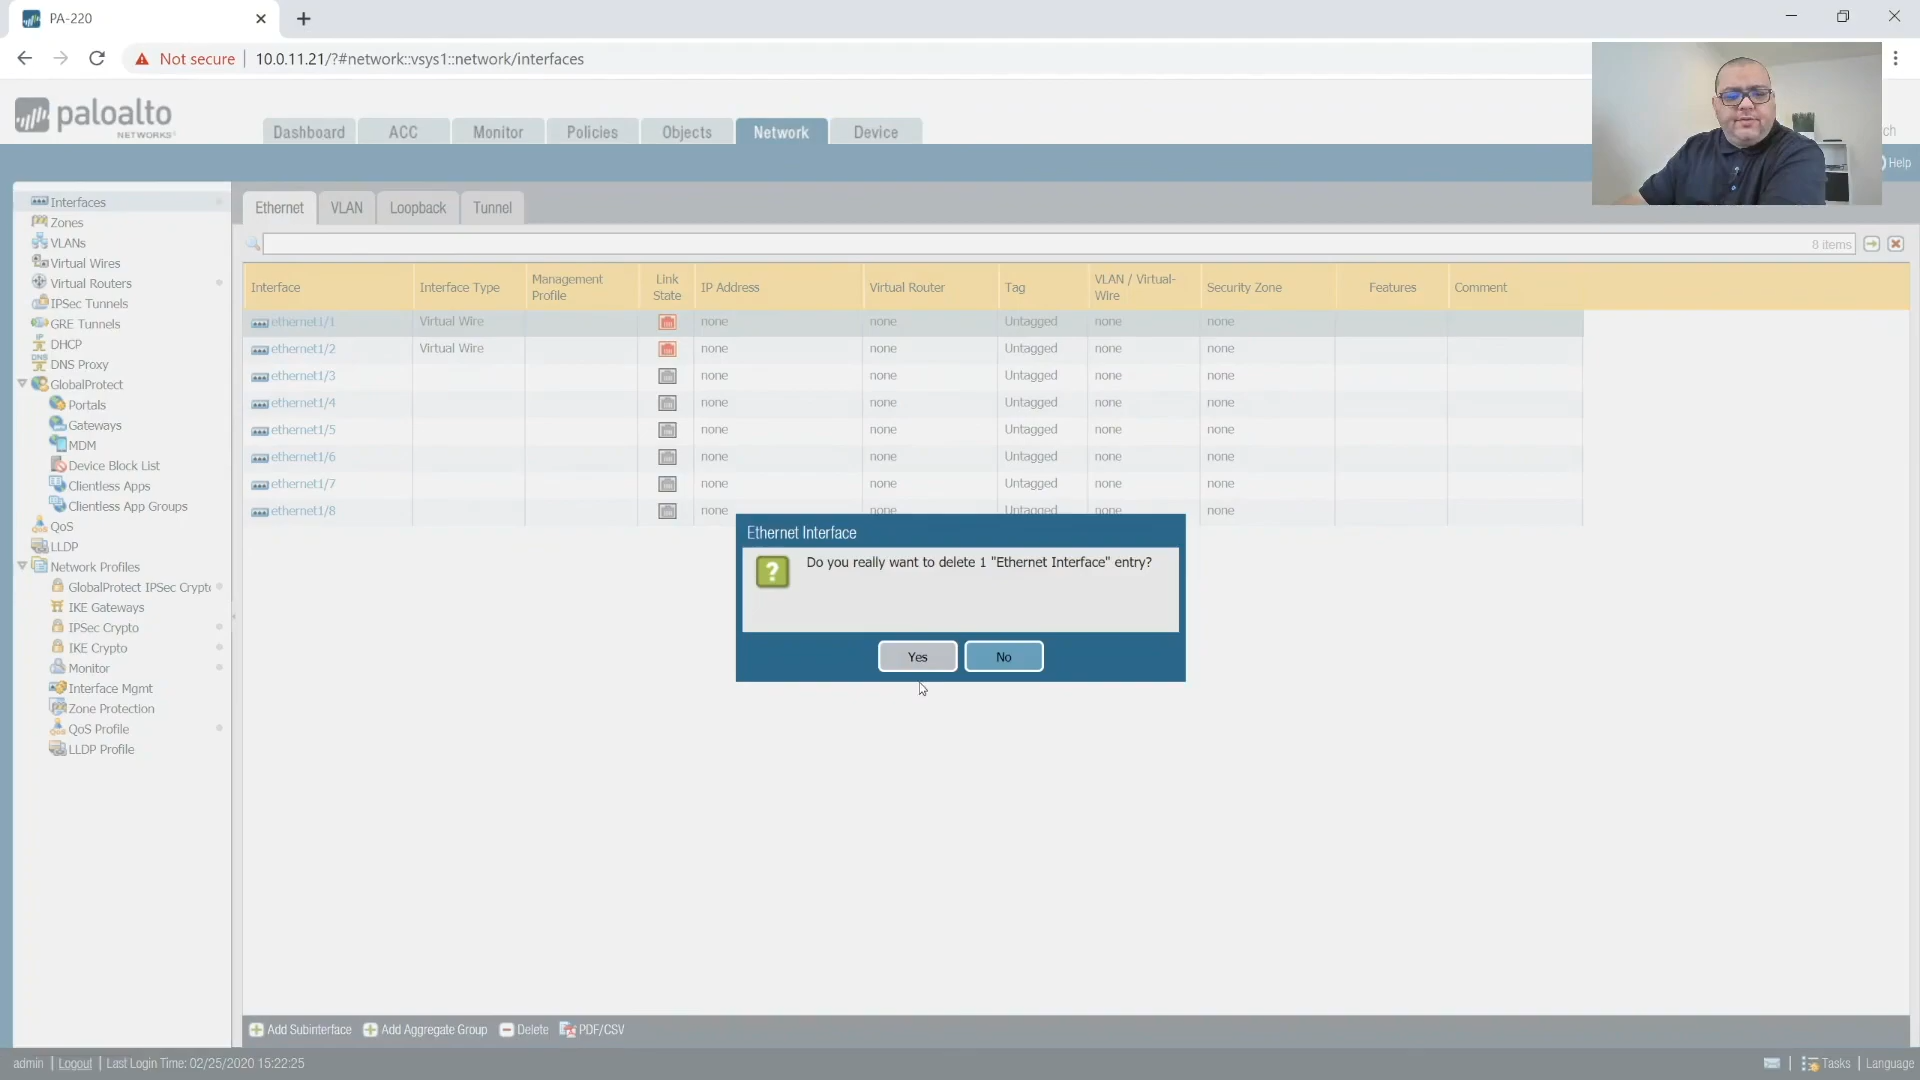 PA-220
Not secure
10.0.11.21/?#network::vsys1::network/interfaces
paloalto
NETWORKS
Dashboard
ACC
Monitor
Policies
Objects
Network
Device
ch
Help
Interfaces
Zones
VLANs
Virtual Wires
Virtual Routers
IPSec Tunnels
GRE Tunnels
DHCP
DNS Proxy
GlobalProtect
Portals
Gateways
MDM
Device Block List
Clientless Apps
Clientless App Groups
QoS
LLDP
Network Profiles
GlobalProtect IPSec Crypto
IKE Gateways
IPSec Crypto
IKE Crypto
Monitor
Interface Mgmt
Zone Protection
QoS Profile
LLDP Profile
Ethernet
VLAN
Loopback
Tunnel
8 items
Interface Interface Type Management Profile Link State IP Address Virtual Router Tag VLAN / Virtual-Wire Security Zone Features Comment
ethernet1/1 Virtual Wire none none Untagged none none
ethernet1/2 Virtual Wire none none Untagged none none
ethernet1/3 none none Untagged none none
ethernet1/4 none none Untagged none none
ethernet1/5 none none Untagged none none
ethernet1/6 none none Untagged none none
ethernet1/7 none none Untagged none none
ethernet1/8 none none Untagged none none
Ethernet Interface
Do you really want to delete 1 "Ethernet Interface" entry?
Yes
No
Add Subinterface
Add Aggregate Group
Delete
PDF/CSV
admin | Logout | Last Login Time: 02/25/2020 15:22:25
Tasks | Language